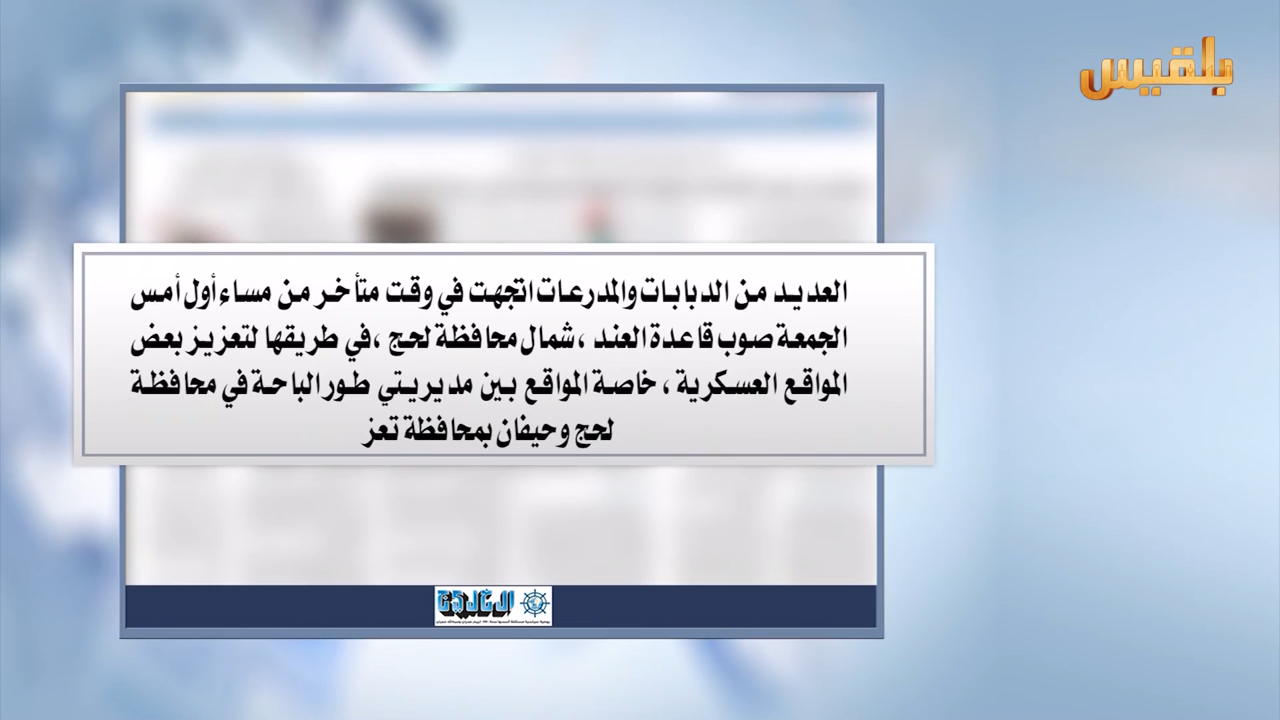 بلقيس
العديد من الدبابات والمدرعات اتجهت في وقت متأخر من مساء أول أمس
الجمعة صوب قاعدة العند ، شمال محافظة لحج ، في طريقها لتعزيز بعض
المواقع العسكرية ، خاصة المواقع بين مديريتي طور الباحة في محافظة
لحج وحيفان بمحافظة تعز